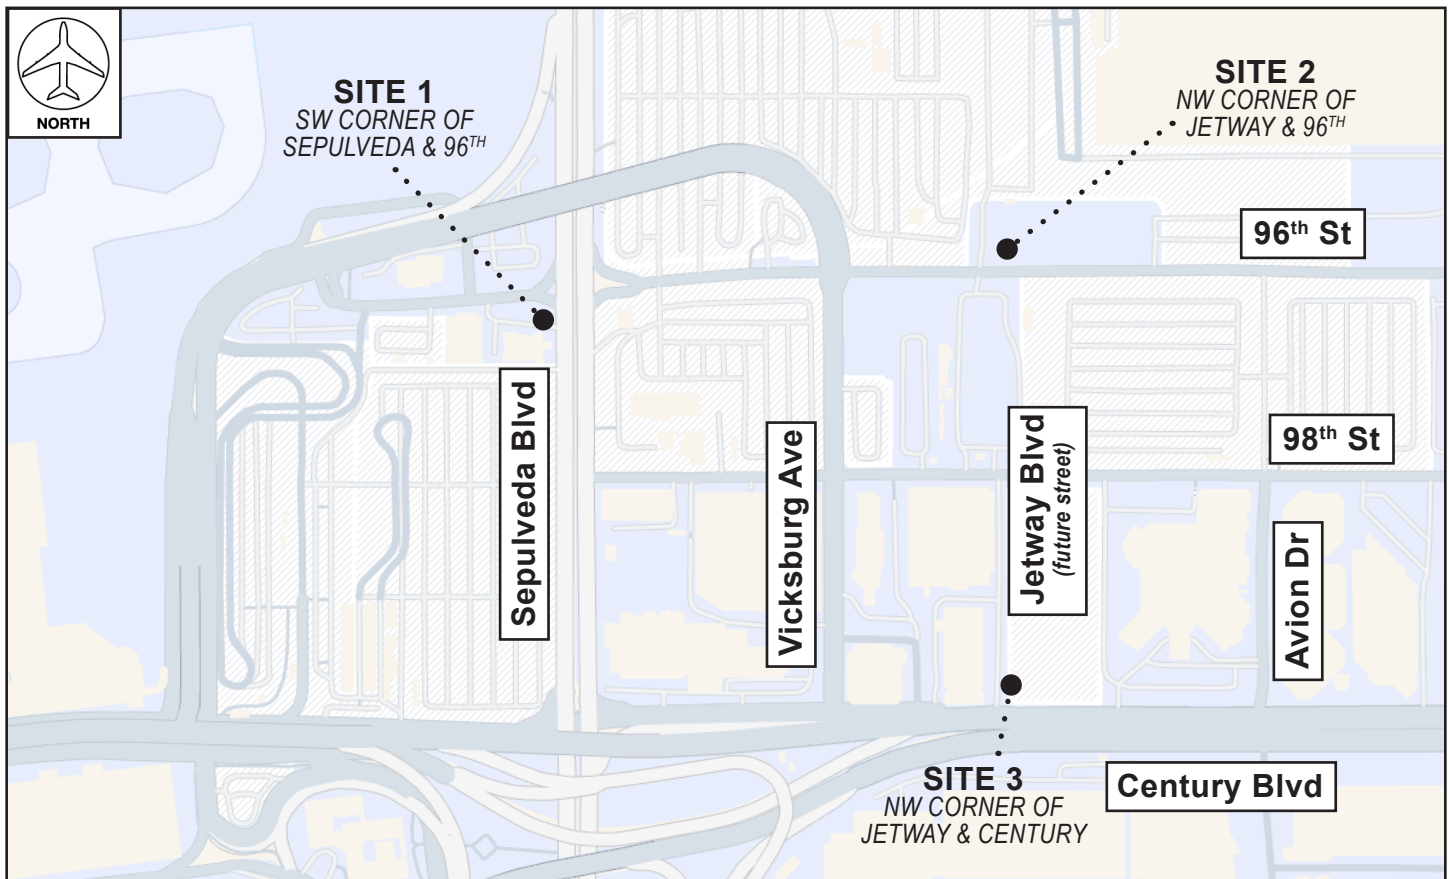 NORTH
SITE 1
SW CORNER OF
SEPULVEDA & 96TH
SITE 2
NW CORNER OF
JETWAY & 96TH
96th St
98th St
Sepulveda Blvd
Vicksburg Ave
Jetway Blvd
(future street)
Avion Dr
SITE 3
NW CORNER OF
JETWAY & CENTURY
Century Blvd